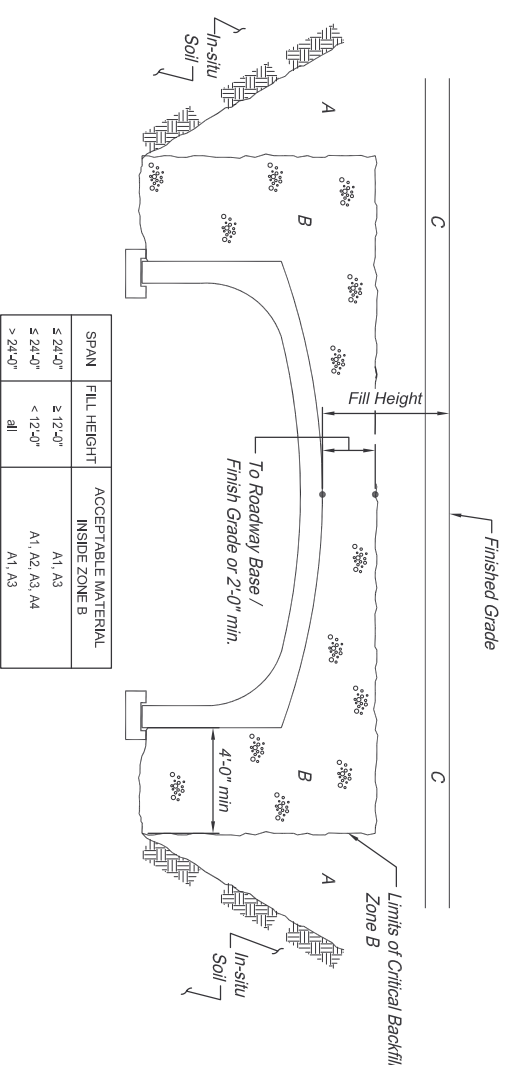 Finished Grade
C
C
Fill Height
Limits of Critical Backfill
Zone B
A
A
B
B
In-situ
Soil
In-situ
Soil
To Roadway Base /
Finish Grade or 2'-0" min.
4'-0" min
SPAN FILL HEIGHT ACCEPTABLE MATERIAL
INSIDE ZONE B
≤ 24'-0" ≥ 12'-0" A1, A3
≤ 24'-0" < 12'-0" A1, A2, A3, A4
> 24'-0" all A1, A3